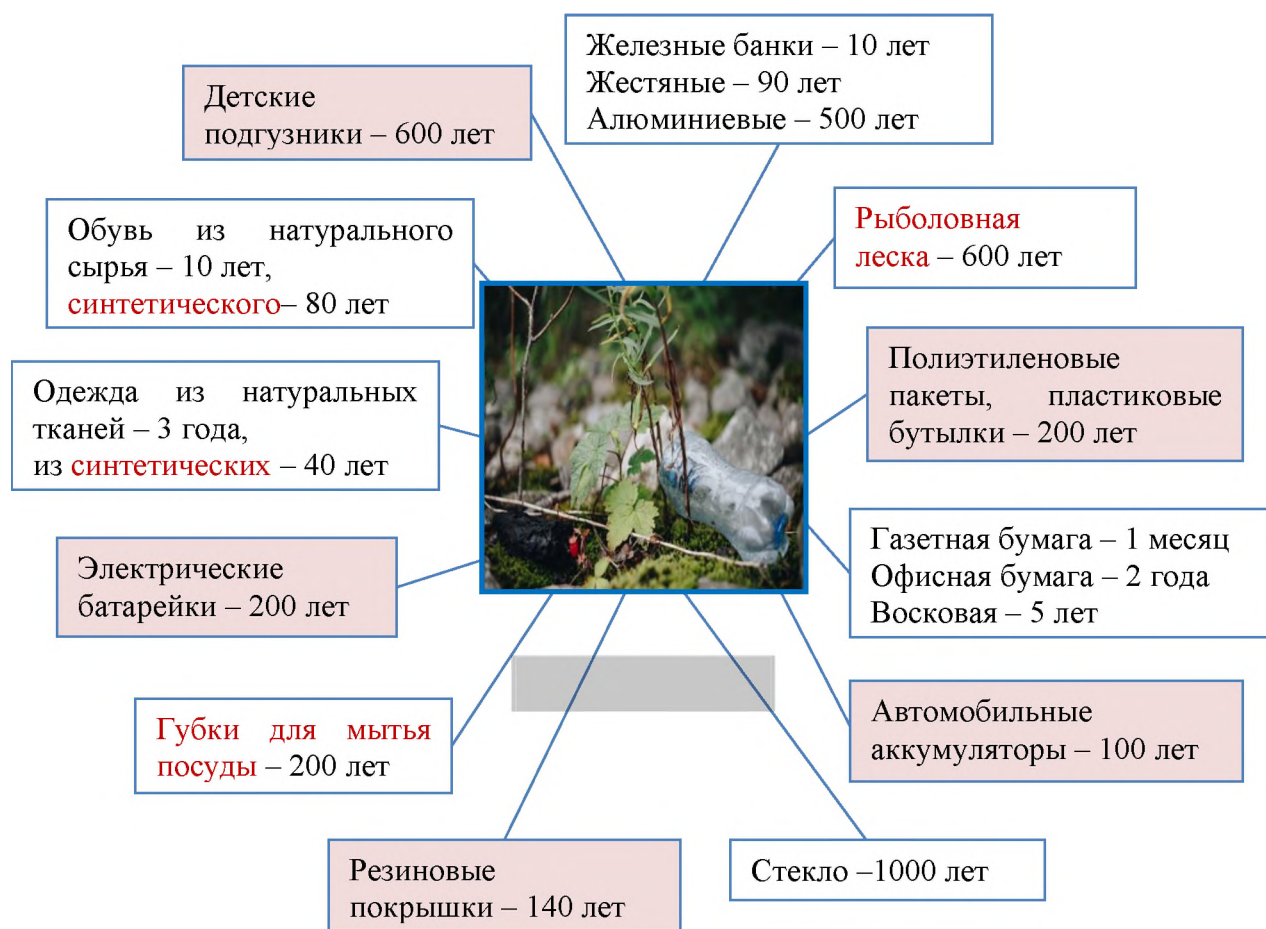 Железные банки – 10 лет
Жестяные – 90 лет
Алюминиевые – 500 лет
Детские
подгузники – 600 лет
Рыболовная
леска – 600 лет
Обувь из натурального
сырья – 10 лет,
синтетического– 80 лет
Полиэтиленовые
пакеты, пластиковые
бутылки – 200 лет
Одежда из натуральных
тканей – 3 года,
из синтетических – 40 лет
Газетная бумага – 1 месяц
Офисная бумага – 2 года
Восковая – 5 лет
Электрические
батарейки – 200 лет
Автомобильные
аккумуляторы – 100 лет
Губки для мытья
посуды – 200 лет
Стекло –1000 лет
Резиновые
покрышки – 140 лет